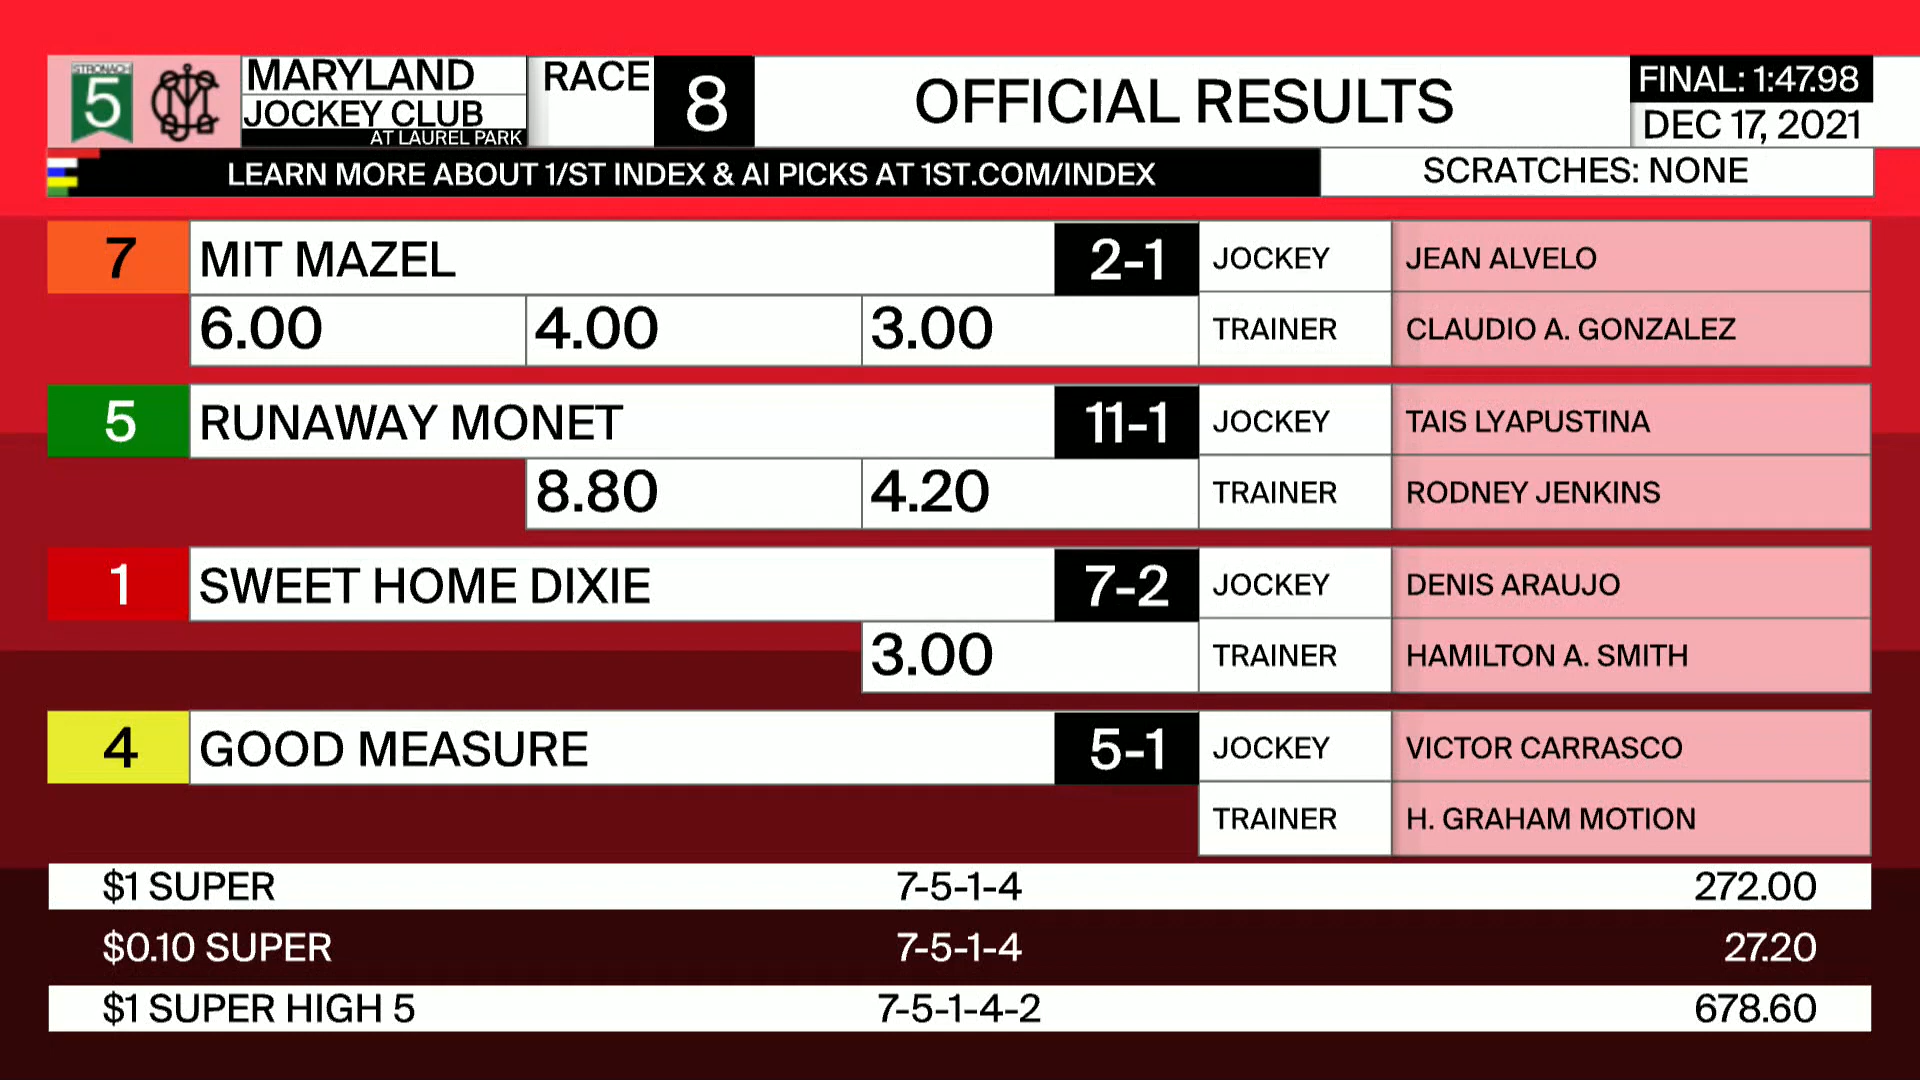 STRONACH
5
MARYLAND
JOCKEY CLUB
AT LAUREL PARK
RACE 8
OFFICIAL RESULTS
FINAL: 1:47.98
DEC 17, 2021
LEARN MORE ABOUT 1/ST INDEX & AI PICKS AT 1ST.COM/INDEX
SCRATCHES: NONE
7 MIT MAZEL 2-1 JOCKEY JEAN ALVELO
6.00 4.00 3.00 TRAINER CLAUDIO A. GONZALEZ
5 RUNAWAY MONET 11-1 JOCKEY TAIS LYAPUSTINA
8.80 4.20 TRAINER RODNEY JENKINS
1 SWEET HOME DIXIE 7-2 JOCKEY DENIS ARAUJO
3.00 TRAINER HAMILTON A. SMITH
4 GOOD MEASURE 5-1 JOCKEY VICTOR CARRASCO
TRAINER H. GRAHAM MOTION
$1 SUPER 7-5-1-4 272.00
$0.10 SUPER 7-5-1-4 27.20
$1 SUPER HIGH 5 7-5-1-4-2 678.60